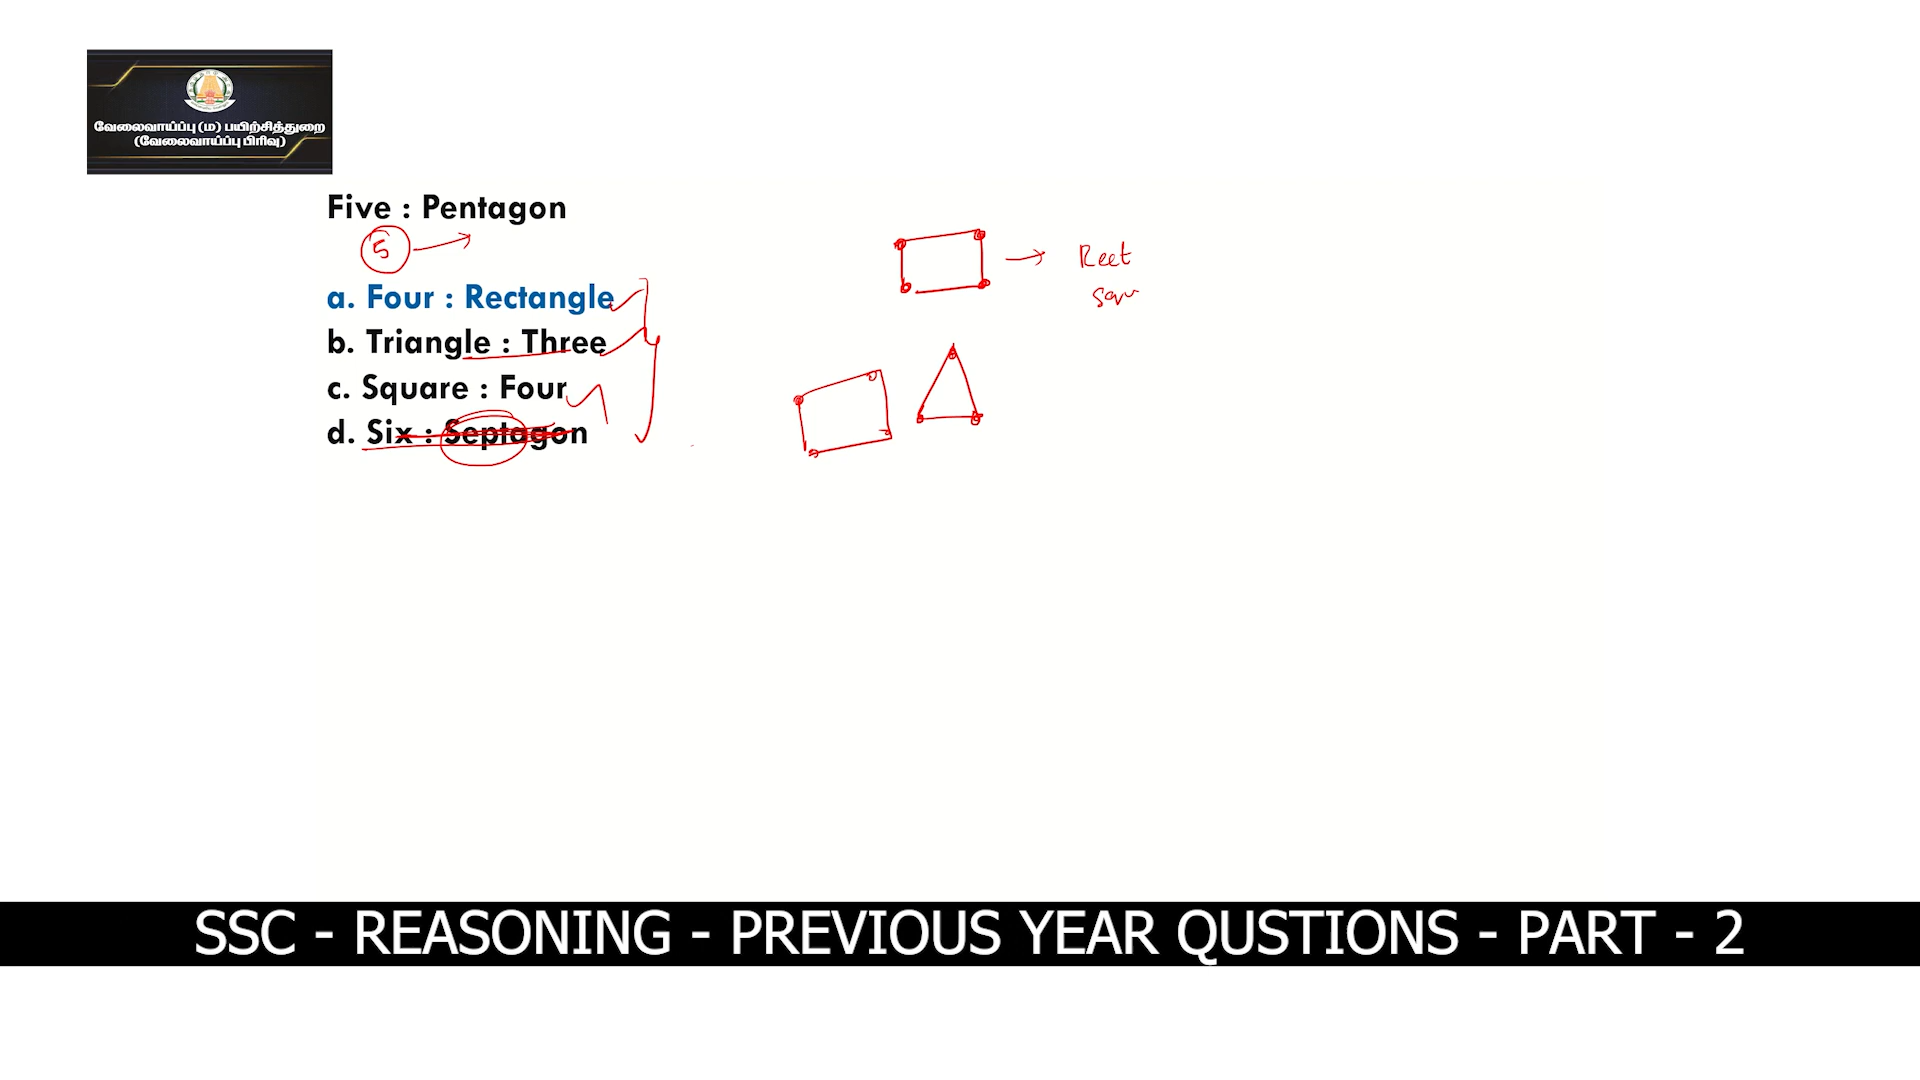 வேலைவாய்ப்பு (ம) பயிற்சித்துறை
(வேலைவாய்ப்பு பிரிவு)
Five : Pentagon
5
a. Four : Rectangle
b. Triangle : Three
c. Square : Four
d. Six : Septagon
Rect
Squ
SSC - REASONING - PREVIOUS YEAR QUSTIONS - PART - 2